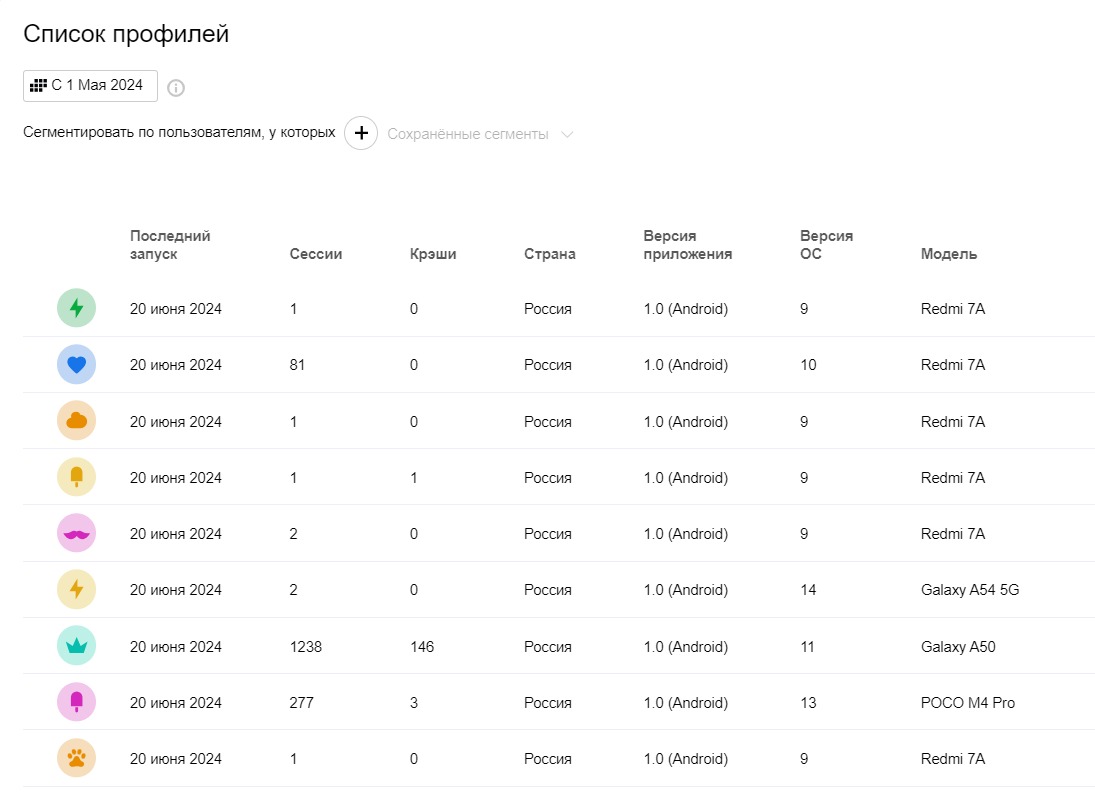 Список профилей
С 1 Мая 2024
Сегментировать по пользователям, у которых + Сохранённые сегменты
Последний запуск Сессии Крэши Страна Версия приложения Версия ОС Модель
20 июня 2024 1 0 Россия 1.0 (Android) 9 Redmi 7A
20 июня 2024 81 0 Россия 1.0 (Android) 10 Redmi 7A
20 июня 2024 1 0 Россия 1.0 (Android) 9 Redmi 7A
20 июня 2024 1 1 Россия 1.0 (Android) 9 Redmi 7A
20 июня 2024 2 0 Россия 1.0 (Android) 9 Redmi 7A
20 июня 2024 2 0 Россия 1.0 (Android) 14 Galaxy A54 5G
20 июня 2024 1238 146 Россия 1.0 (Android) 11 Galaxy A50
20 июня 2024 277 3 Россия 1.0 (Android) 13 POCO M4 Pro
20 июня 2024 1 0 Россия 1.0 (Android) 9 Redmi 7A